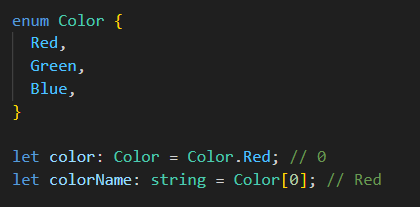 enum Color {
  Red,
  Green,
  Blue,
}
let color: Color = Color.Red; // 0
let colorName: string = Color[0]; // Red